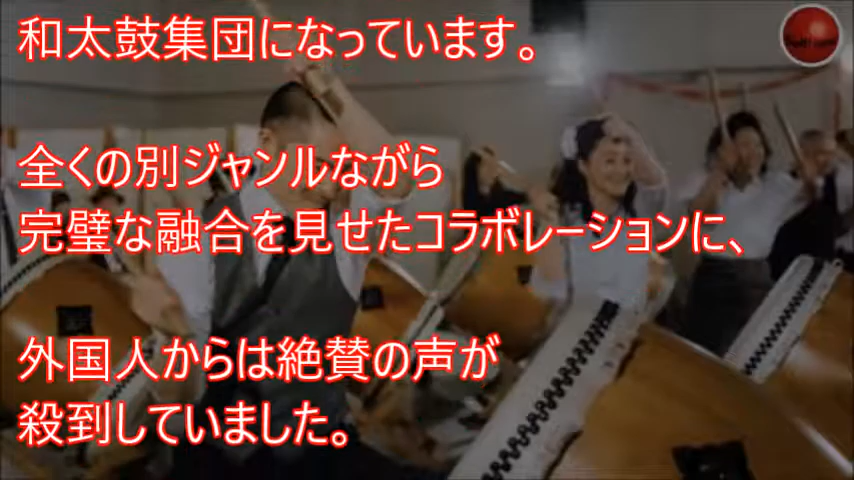 和太鼓集団になっています。
全くの別ジャンルながら
完璧な融合を見せたコラボレーションに、
外国人からは絶賛の声が
殺到していました。